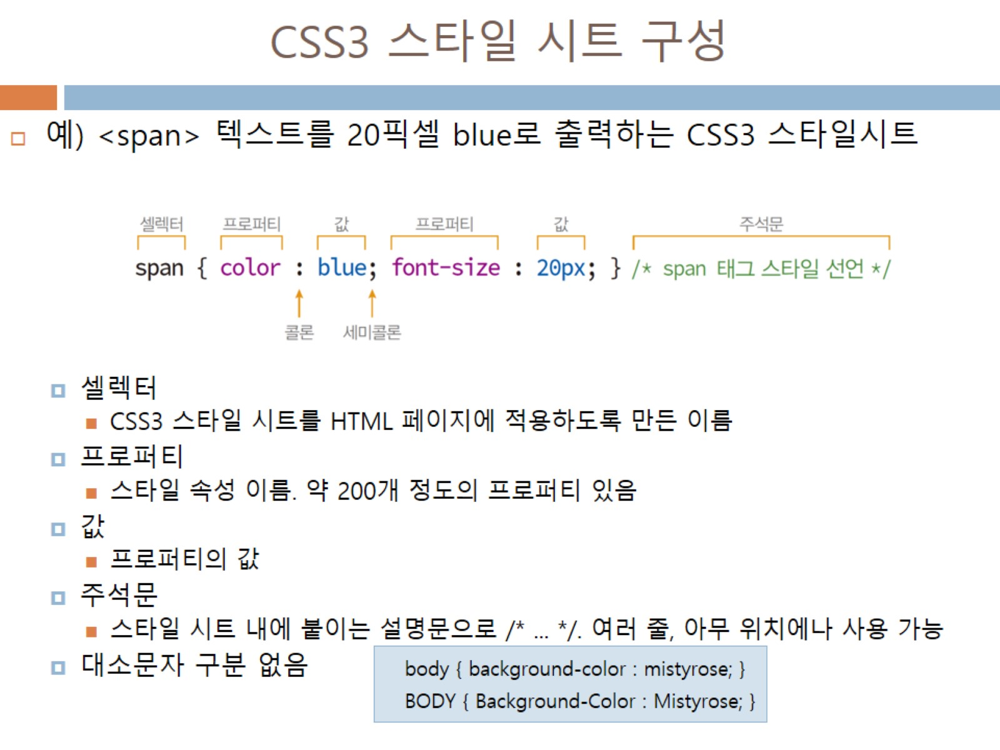 CSS3 스타일 시트 구성
예) <span> 텍스트를 20픽셀 blue로 출력하는 CSS3 스타일시트
셀렉터 프로퍼티 값 프로퍼티 값 주석문
span { color : blue; font-size : 20px; } /* span 태그 스타일 선언 */
콜론 세미콜론
셀렉터
CSS3 스타일 시트를 HTML 페이지에 적용하도록 만든 이름
프로퍼티
스타일 속성 이름. 약 200개 정도의 프로퍼티 있음
값
프로퍼티의 값
주석문
스타일 시트 내에 붙이는 설명문으로 /* ... */. 여러 줄, 아무 위치에나 사용 가능
대소문자 구분 없음
body { background-color : mistyrose; }
BODY { Background-Color : Mistyrose; }